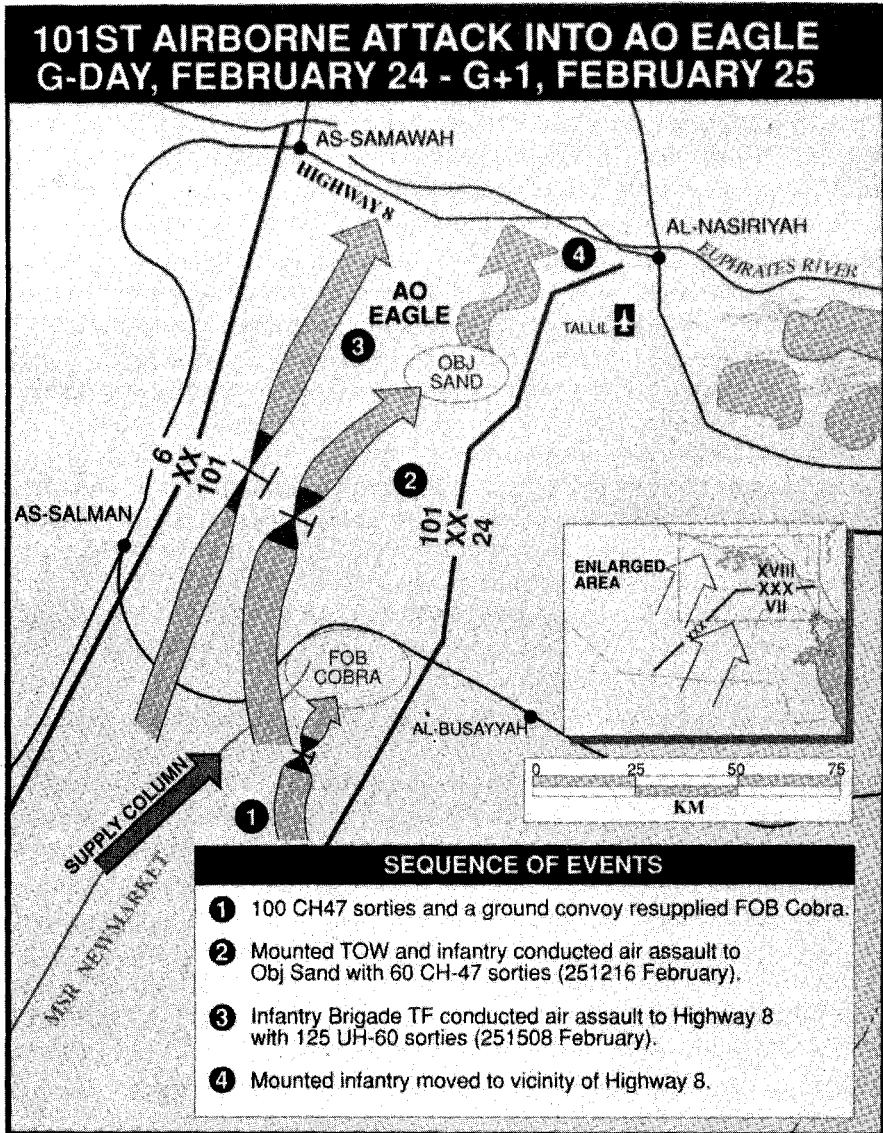 101ST AIRBORNE ATTACK INTO AO EAGLE
G-DAY, FEBRUARY 24 - G+1, FEBRUARY 25
AS-SAMAWAH
HIGHWAY 8
AL-NASIRIYAH
EUPHRATES RIVER
4
AO
EAGLE
3
TALLIL
OBJ
SAND
6
XX
101
2
AS-SALMAN
101
XX
24
ENLARGED
AREA
XVIII
XXX
VII
XXX
FOB
COBRA
AL-BUSAYYAH
0 25 50 75
KM
SUPPLY COLUMN
1
MSR NEWMARKET
SEQUENCE OF EVENTS
1 100 CH47 sorties and a ground convoy resupplied FOB Cobra.
2 Mounted TOW and infantry conducted air assault to
Obj Sand with 60 CH-47 sorties (251216 February).
3 Infantry Brigade TF conducted air assault to Highway 8
with 125 UH-60 sorties (251508 February).
4 Mounted infantry moved to vicinity of Highway 8.